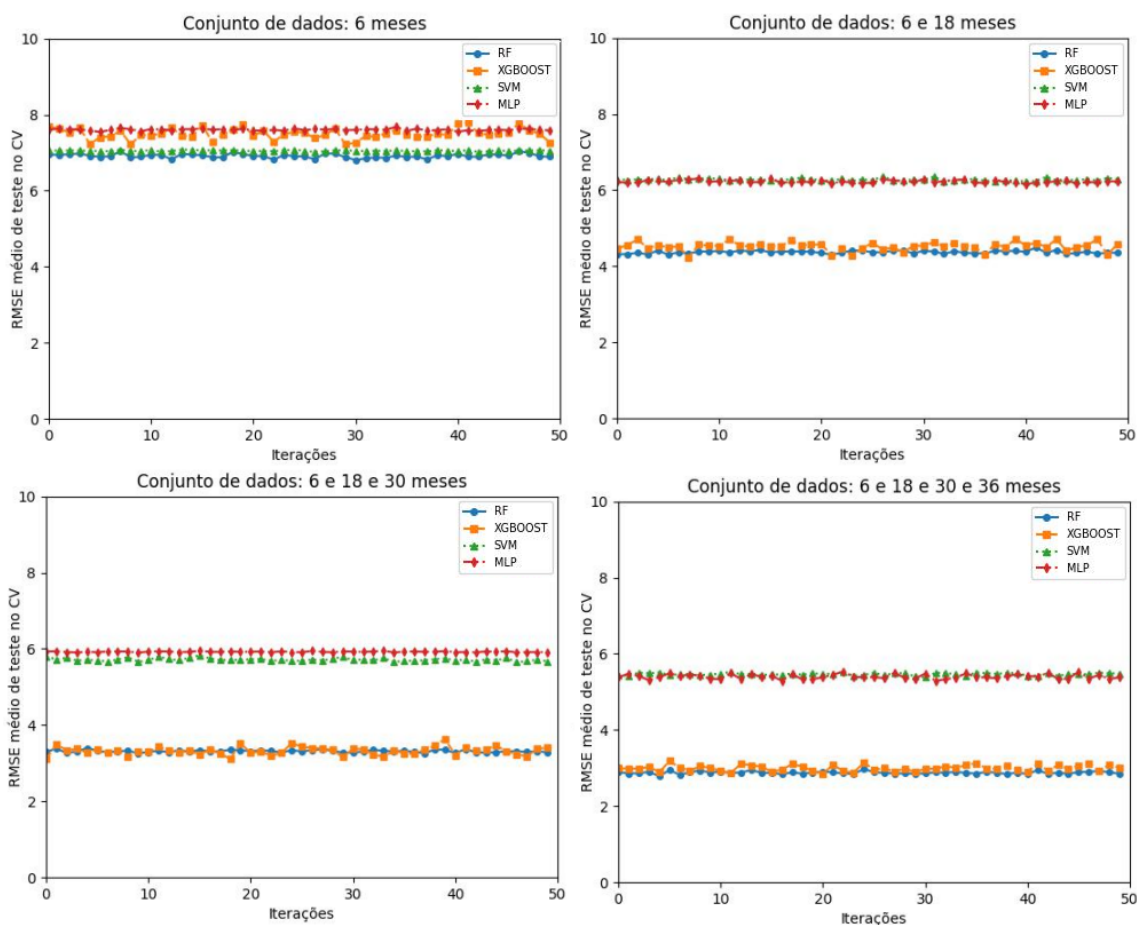 Conjunto de dados: 6 meses
RF
XGBOOST
SVM
MLP
RMSE médio de teste no CV
10
8
6
4
2
0
0 10 20 30 40 50
Iterações
Conjunto de dados: 6 e 18 meses
RF
XGBOOST
SVM
MLP
RMSE médio de teste no CV
10
8
6
4
2
0
0 10 20 30 40 50
Iterações
Conjunto de dados: 6 e 18 e 30 meses
RF
XGBOOST
SVM
MLP
RMSE médio de teste no CV
10
8
6
4
2
0
0 10 20 30 40 50
Iterações
Conjunto de dados: 6 e 18 e 30 e 36 meses
RF
XGBOOST
SVM
MLP
RMSE médio de teste no CV
10
8
6
4
2
0
0 10 20 30 40 50
Iterações